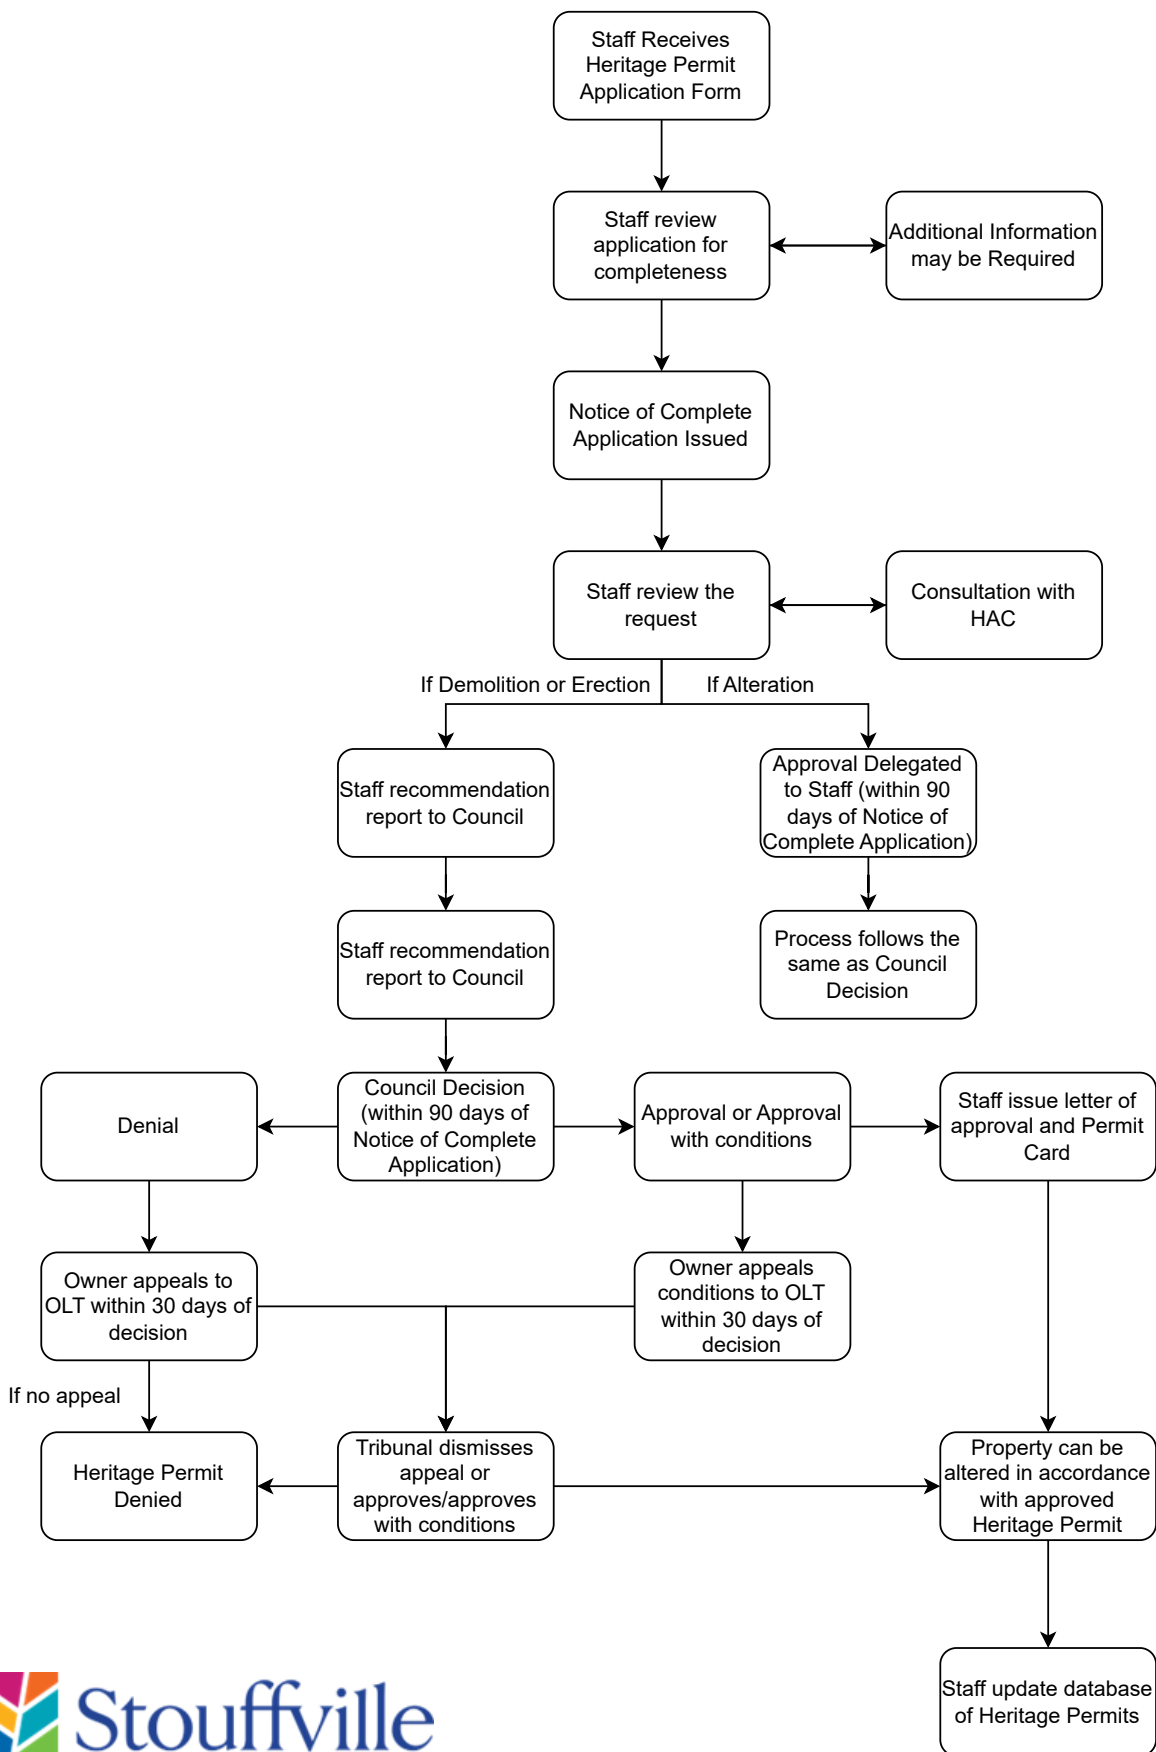 Staff Receives
Heritage Permit
Application Form
Staff review
application for
completeness
Additional Information
may be Required
Notice of Complete
Application Issued
Staff review the
request
Consultation with
HAC
If Demolition or Erection
If Alteration
Staff recommendation
report to Council
Approval Delegated
to Staff (within 90
days of Notice of
Complete Application)
Staff recommendation
report to Council
Process follows the
same as Council
Decision
Denial
Council Decision
(within 90 days of
Notice of Complete
Application)
Approval or Approval
with conditions
Staff issue letter of
approval and Permit
Card
Owner appeals to
OLT within 30 days of
decision
Owner appeals
conditions to OLT
within 30 days of
decision
If no appeal
Heritage Permit
Denied
Tribunal dismisses
appeal or
approves/approves
with conditions
Property can be
altered in accordance
with approved
Heritage Permit
Staff update database
of Heritage Permits
Stouffville